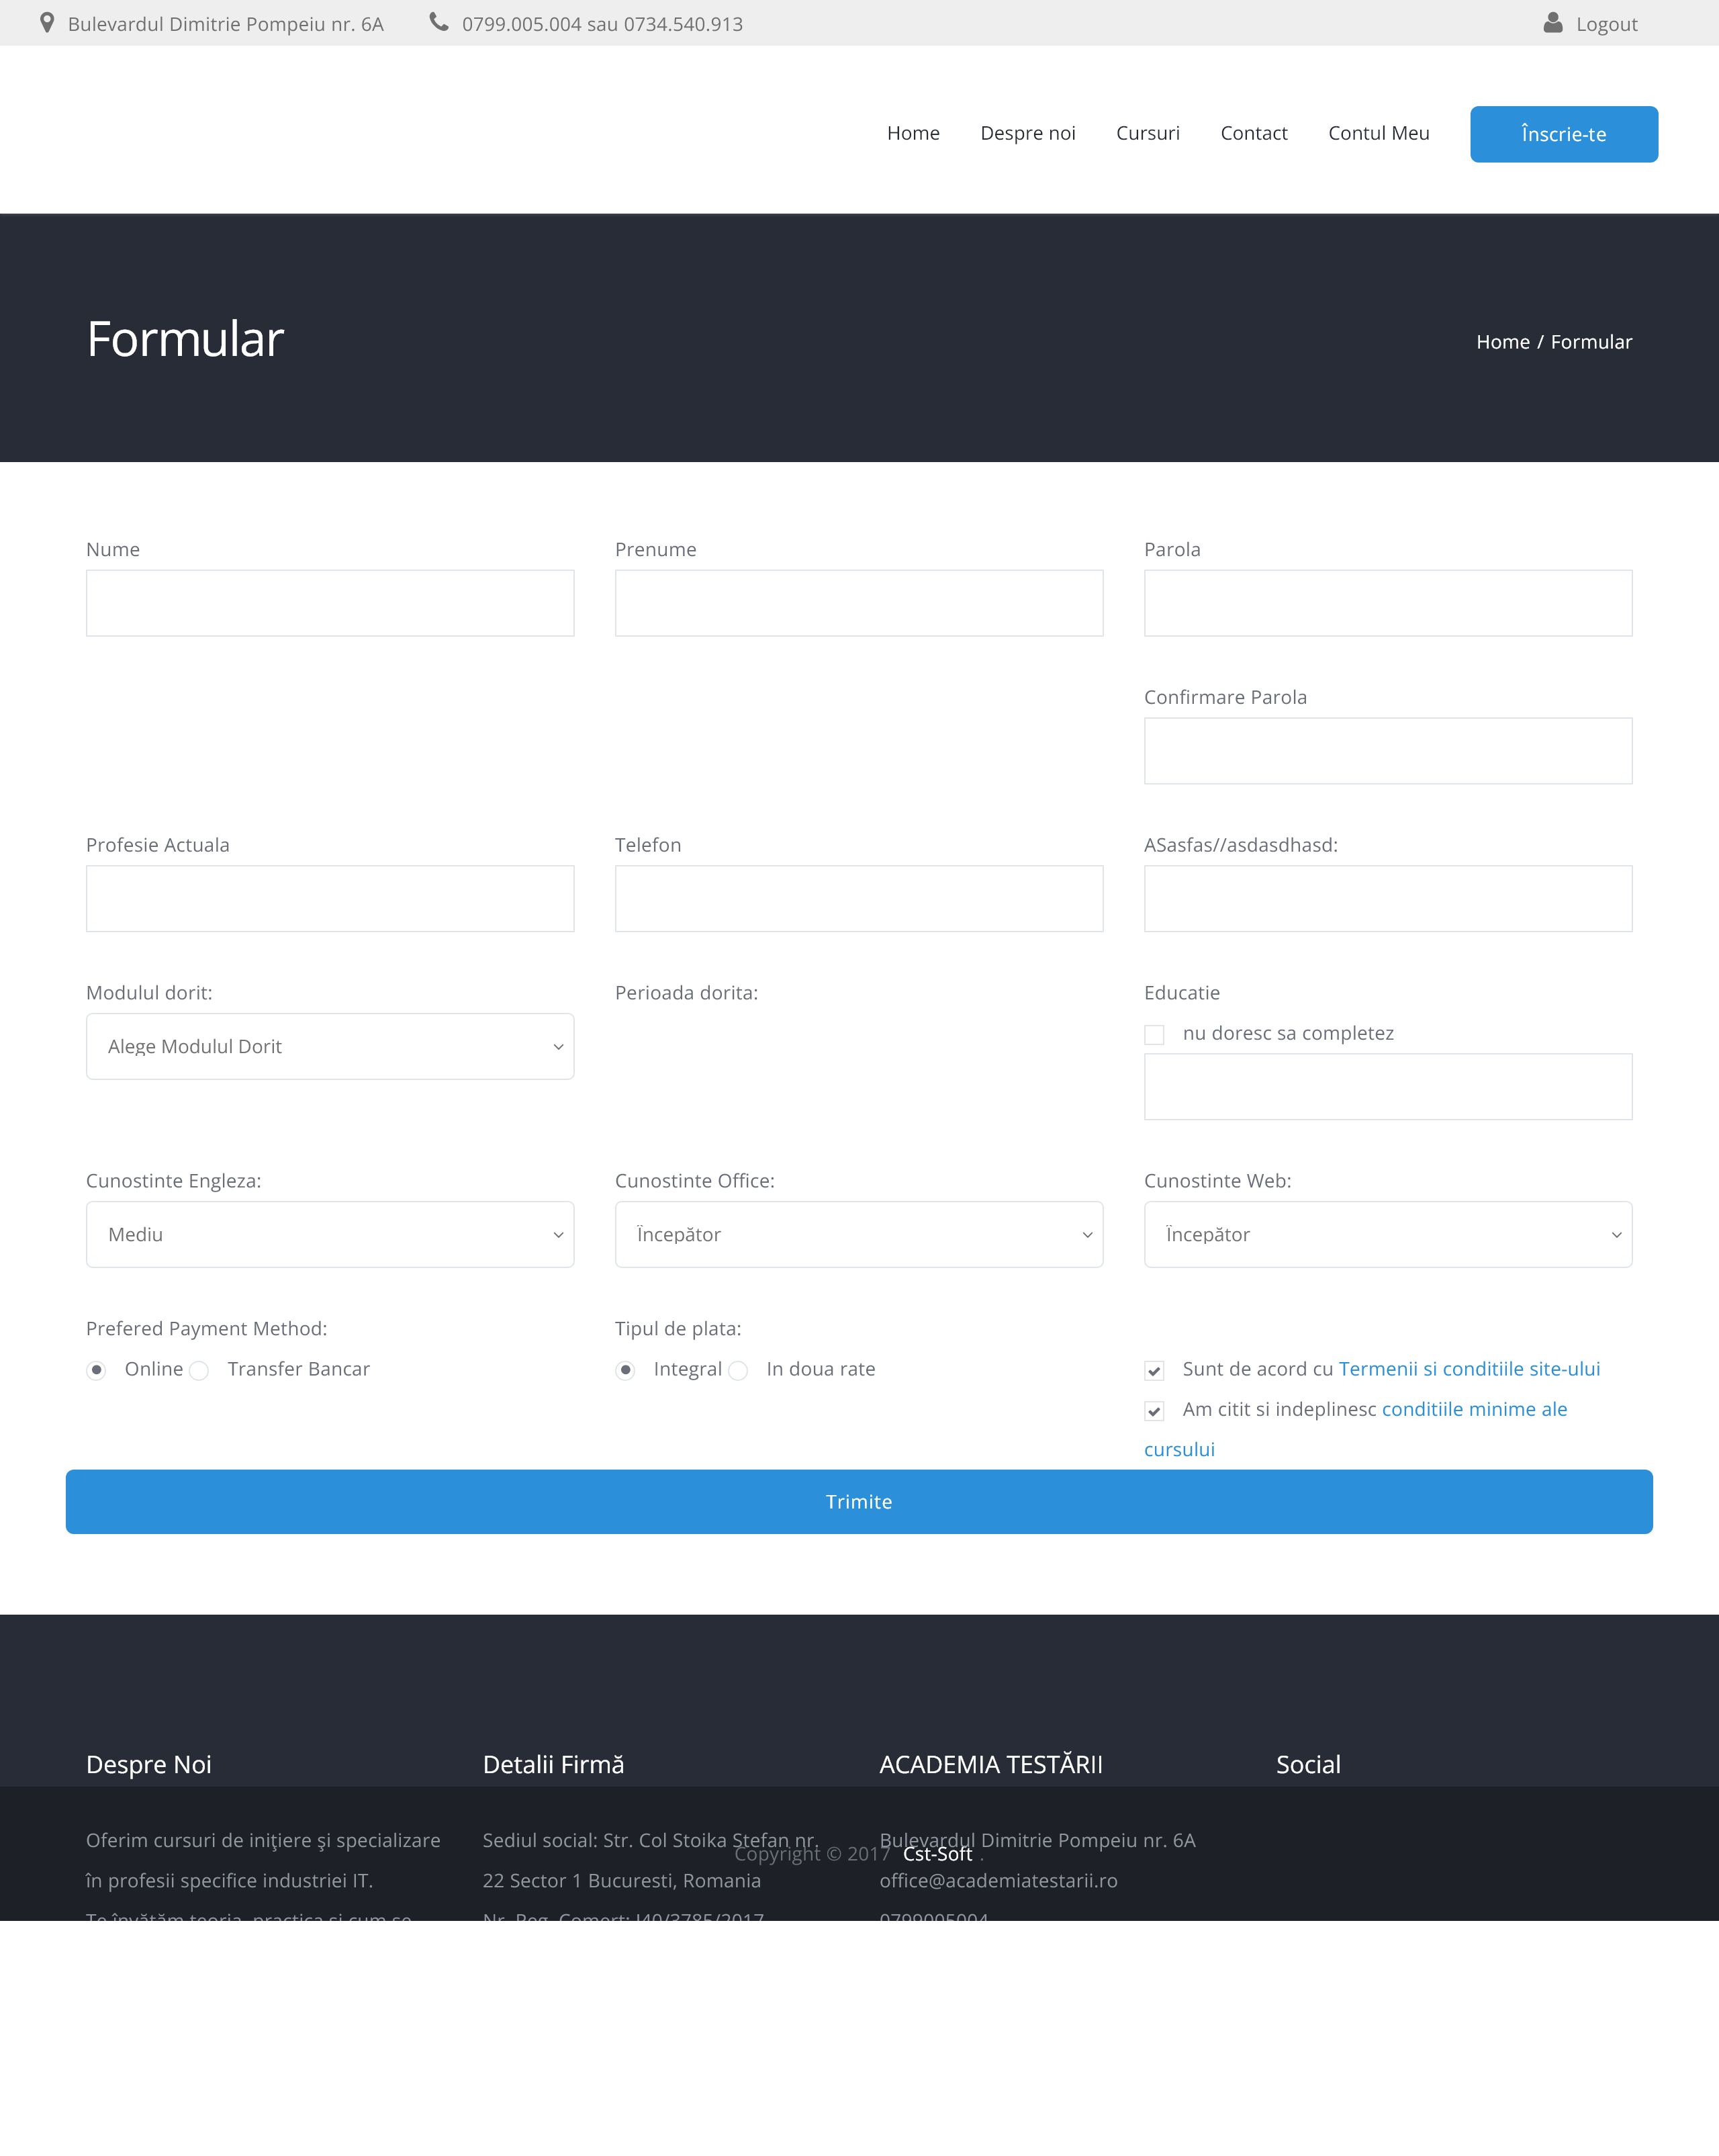 Bulevardul Dimitrie Pompeiu nr. 6A 0799.005.004 sau 0734.540.913 Logout
Home Despre noi Cursuri Contact Contul Meu Înscrie-te
Formular
Home / Formular
Nume Prenume Parola
Confirmare Parola
Profesie Actuala Telefon ASasfas//asdasdhasd:
Modulul dorit: Perioada dorita: Educatie
nu doresc sa completez
Alege Modulul Dorit
Cunostinte Engleza: Cunostinte Office: Cunostinte Web:
Mediu Începător Începător
Prefered Payment Method: Tipul de plata:
Online Transfer Bancar Integral In doua rate Sunt de acord cu Termenii si conditiile site-ului
Am citit si indeplinesc conditiile minime ale
cursului
Trimite
Despre Noi Detalii Firmă ACADEMIA TESTĂRII Social
Oferim cursuri de inițiere și specializare Sediul social: Str. Col Stoika Stefan nr. Bulevardul Dimitrie Pompeiu nr. 6A
Copyright © 2017 Cst-Soft .
în profesii specifice industriei IT. 22 Sector 1 Bucuresti, Romania office@academiatestarii.ro
Te învățăm teoria, practica și cum se Nr. Reg. Comert: J40/3785/2017 0799005004